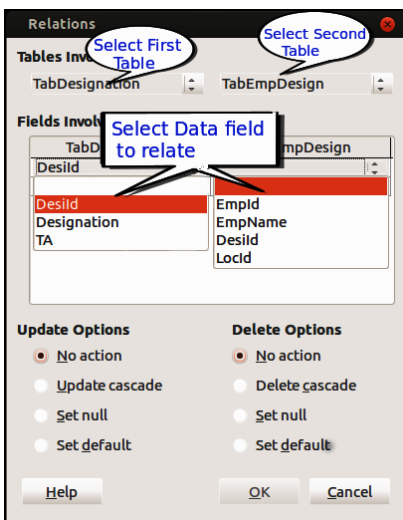 Relations
Select First
Table
Select Second
Table
Tables Inv
TabDesignation
TabEmpDesign
Fields Invol
Select Data field
to relate
TabD
mpDesign
DesiId
DesiId
Designation
TA
EmpId
EmpName
DesiId
LocId
Update Options
Delete Options
No action
No action
Update cascade
Delete cascade
Set null
Set null
Set default
Set default
Help
OK
Cancel